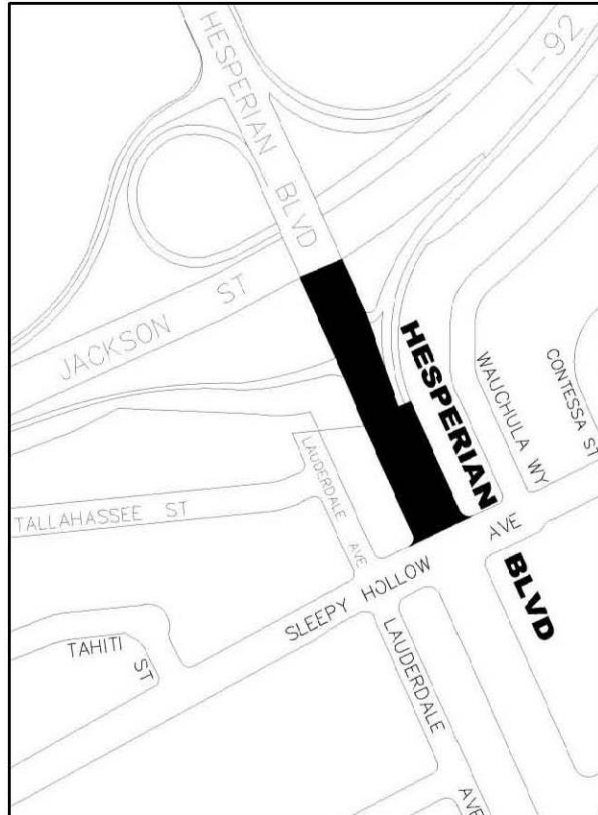 HESPERIAN BLVD
I-92
JACKSON ST
HESPERIAN BLVD
WAUCHULA WY
CONTESSA ST
LAUDERDALE AVE
TALLAHASSEE ST
SLEEPY HOLLOW AVE
TAHITI ST
LAUDERDALE AVE